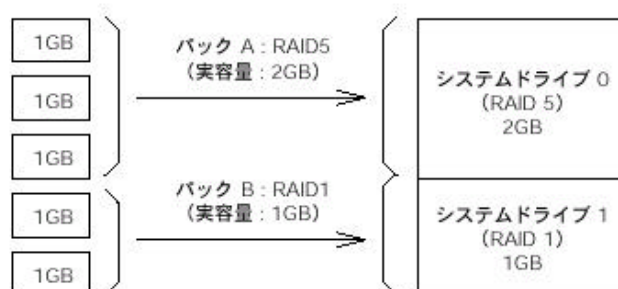 1GB
1GB
1GB
1GB
1GB
パック A : RAID5
(実容量 : 2GB)
パック B : RAID1
(実容量 : 1GB)
システムドライブ 0
(RAID 5)
2GB
システムドライブ 1
(RAID 1)
1GB